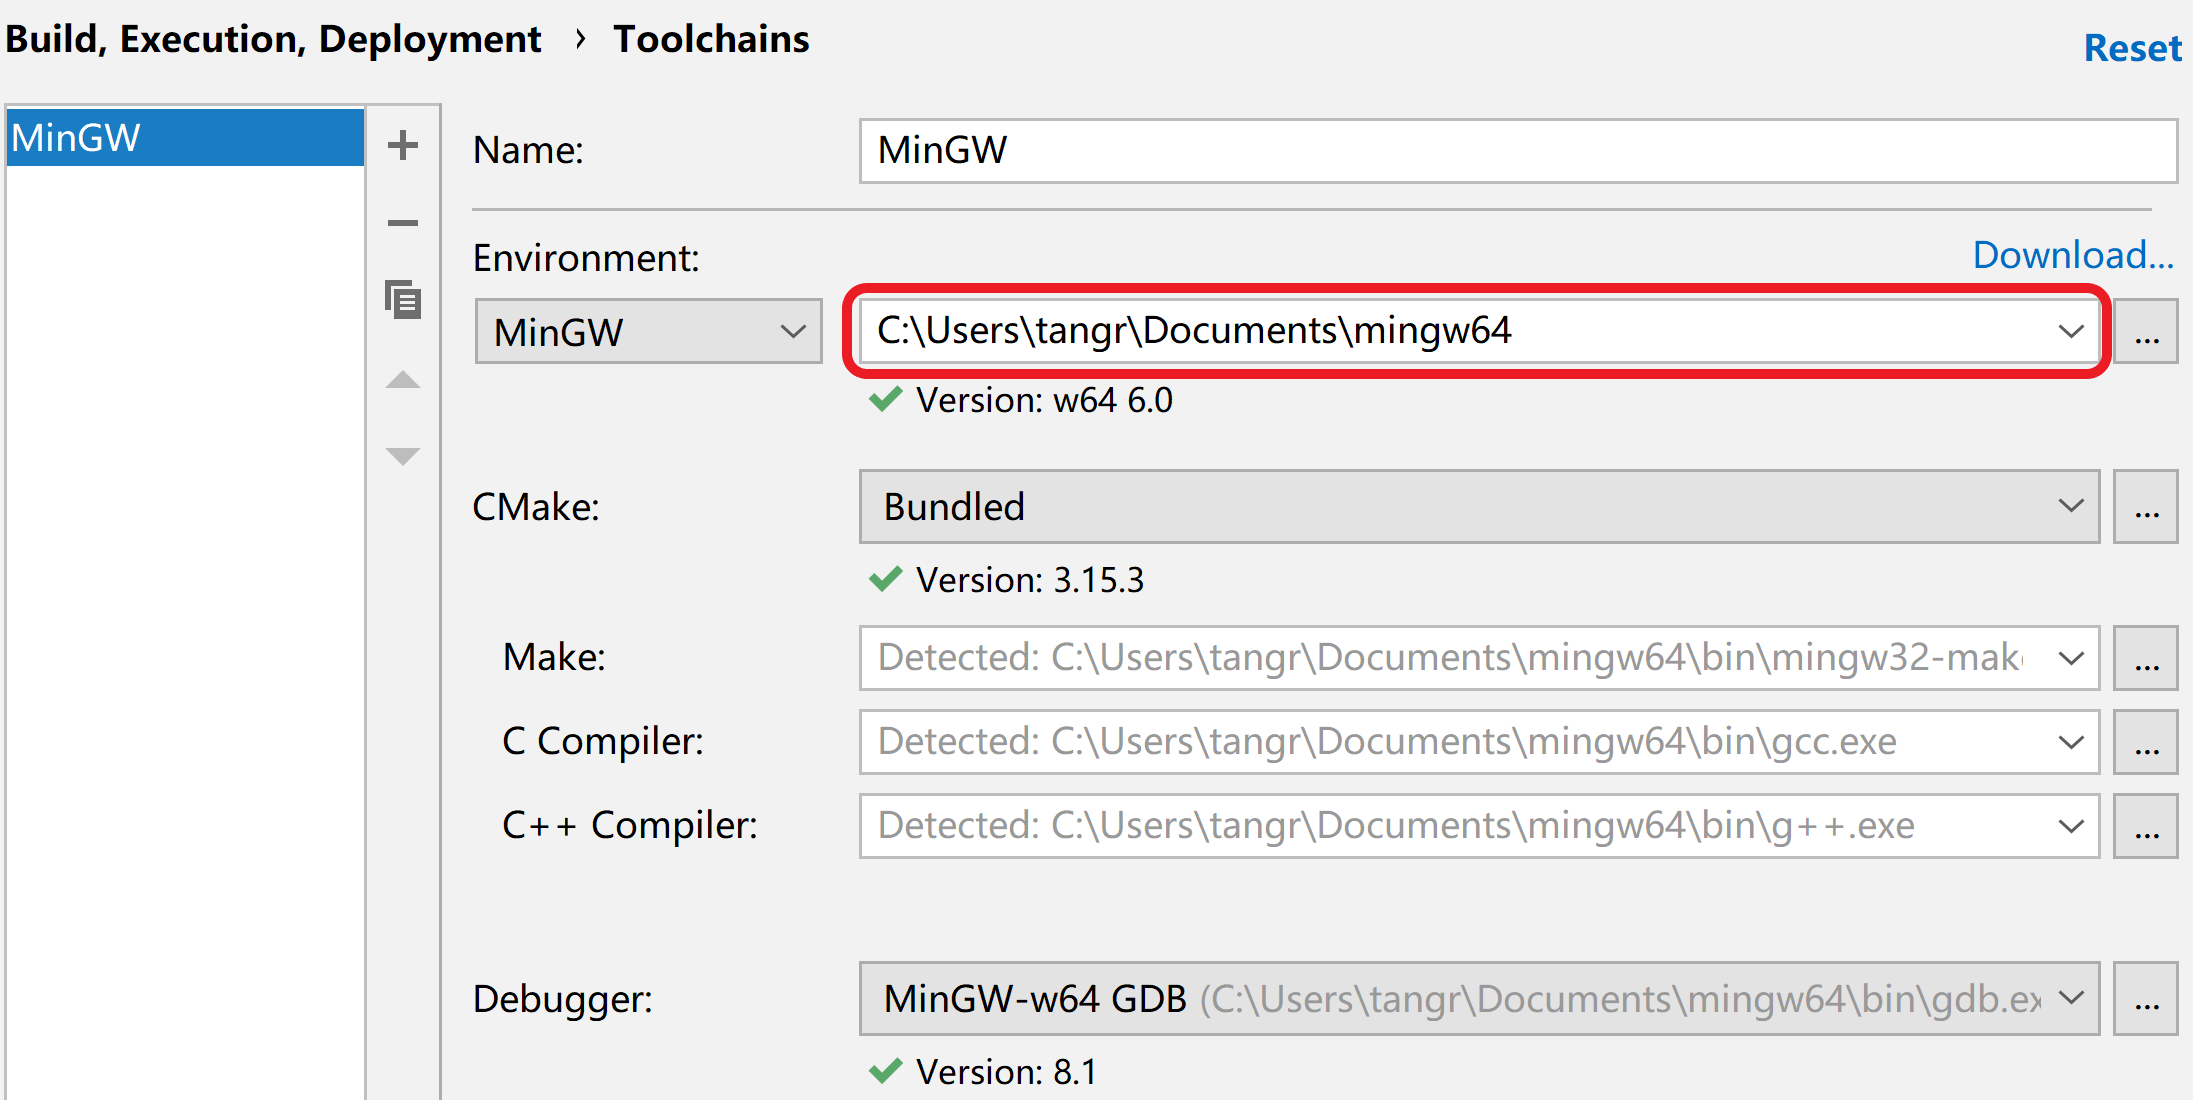 Build, Execution, Deployment › Toolchains
Reset
MinGW
Name: MinGW
Environment: Download...
MinGW C:\Users\tangr\Documents\mingw64 ...
Version: w64 6.0
CMake: Bundled ...
Version: 3.15.3
Make: Detected: C:\Users\tangr\Documents\mingw64\bin\mingw32-mak ...
C Compiler: Detected: C:\Users\tangr\Documents\mingw64\bin\gcc.exe ...
C++ Compiler: Detected: C:\Users\tangr\Documents\mingw64\bin\g++.exe ...
Debugger: MinGW-w64 GDB (C:\Users\tangr\Documents\mingw64\bin\gdb.ex ...
Version: 8.1